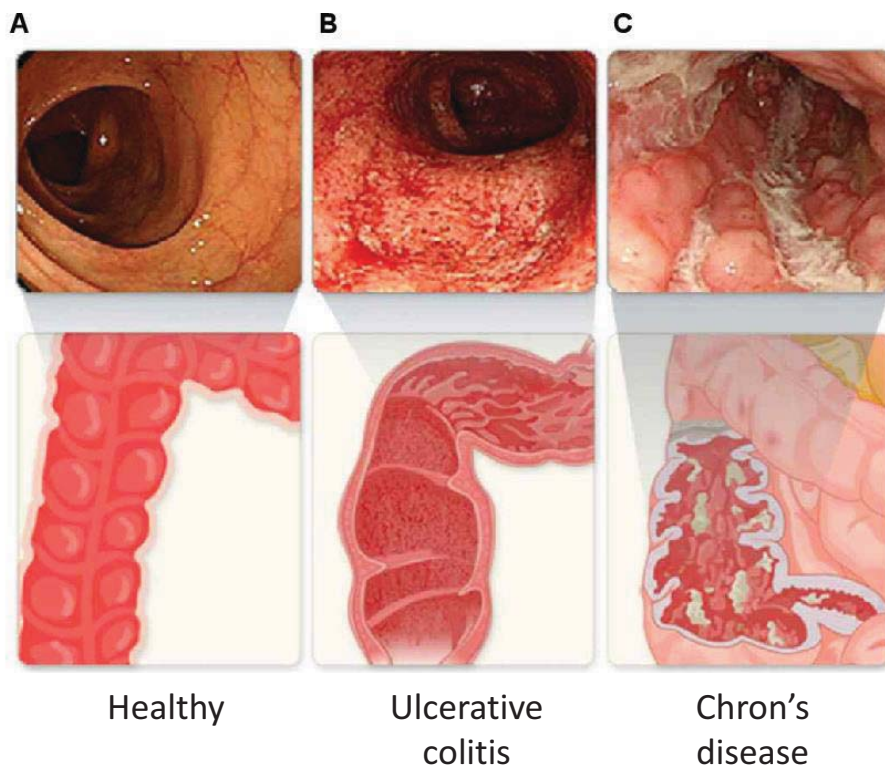 A
B
C
Healthy
Ulcerative
colitis
Chron’s
disease